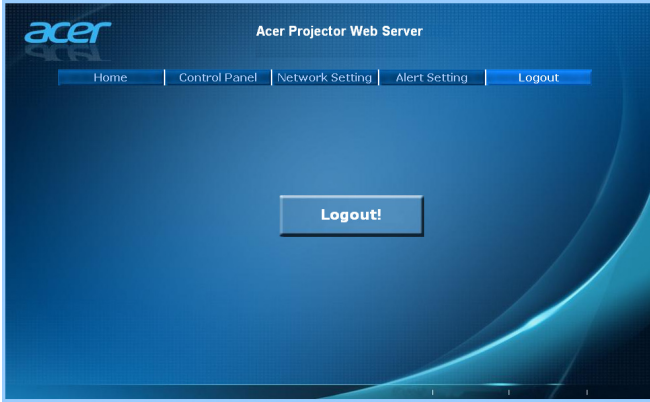 acer
Acer Projector Web Server
Home Control Panel Network Setting Alert Setting Logout
Logout!